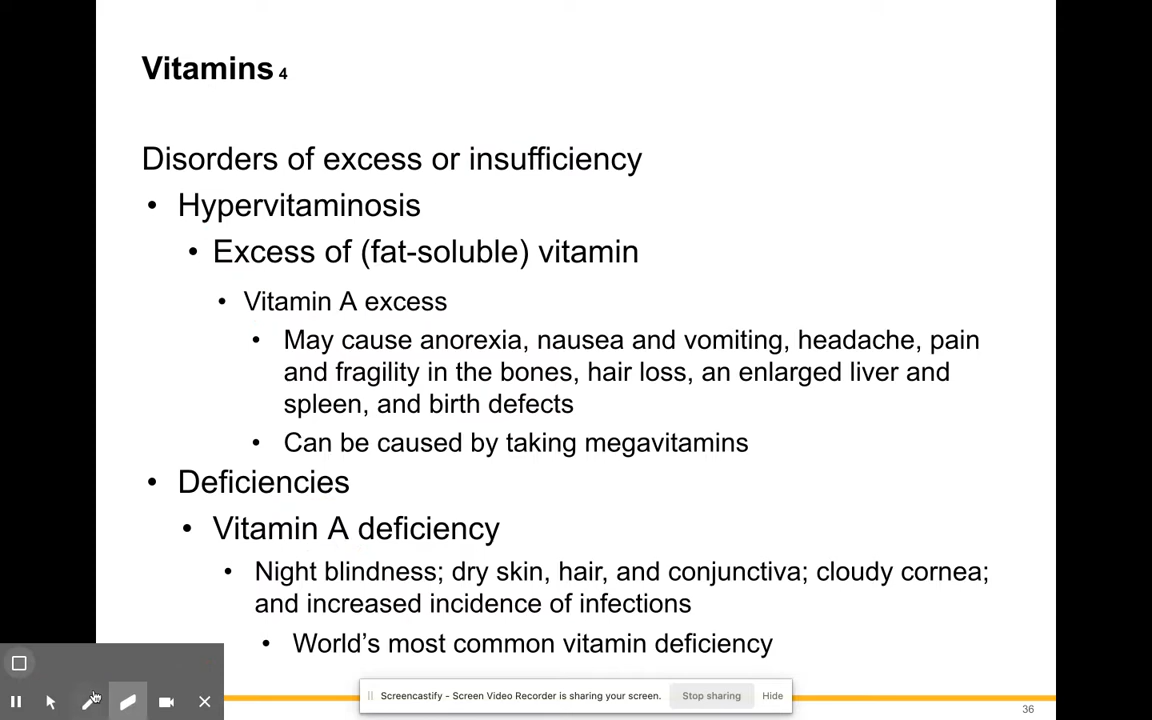 Vitamins 4
Disorders of excess or insufficiency
• Hypervitaminosis
• Excess of (fat-soluble) vitamin
• Vitamin A excess
• May cause anorexia, nausea and vomiting, headache, pain
and fragility in the bones, hair loss, an enlarged liver and
spleen, and birth defects
• Can be caused by taking megavitamins
• Deficiencies
• Vitamin A deficiency
• Night blindness; dry skin, hair, and conjunctiva; cloudy cornea;
and increased incidence of infections
• World’s most common vitamin deficiency
Screencastify - Screen Video Recorder is sharing your screen. Stop sharing Hide
36